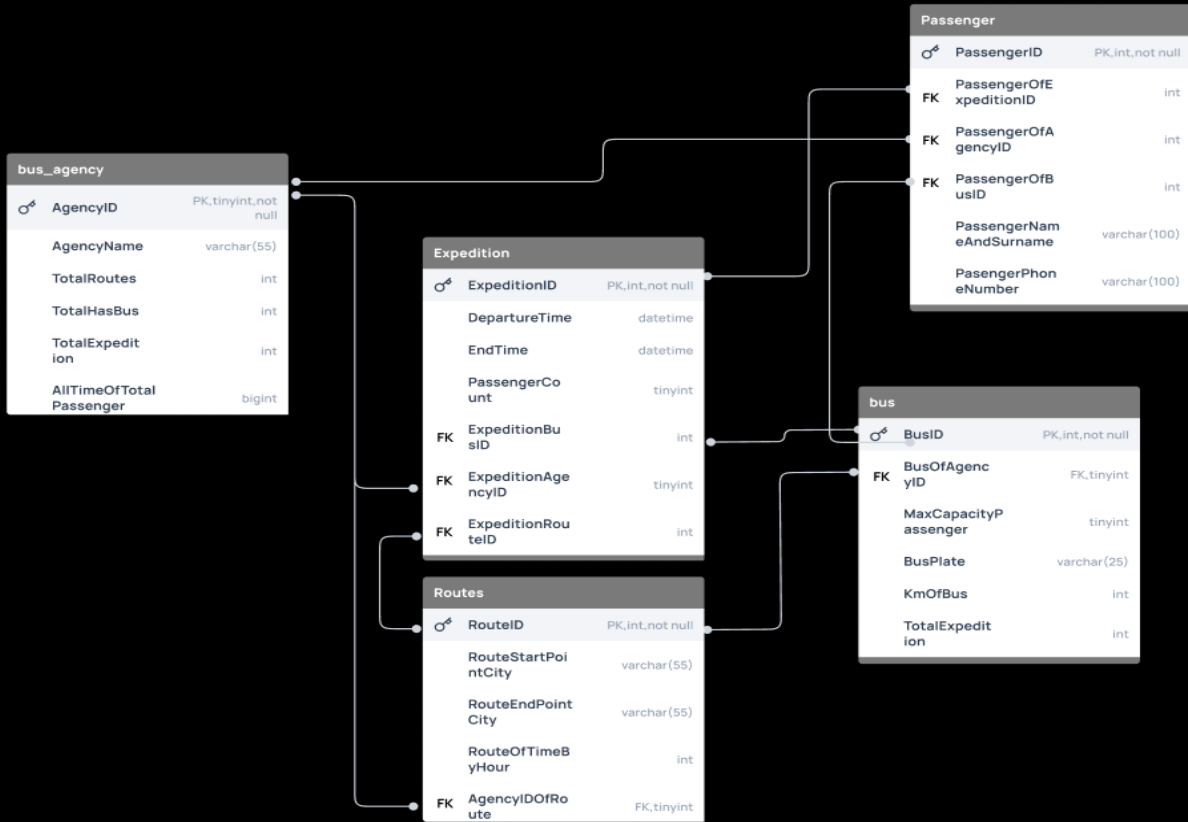 bus_agency
AgencyID PK,tinyint,not
null
AgencyName varchar(55)
TotalRoutes int
TotalHasBus int
TotalExpedit
ion int
AllTimeOfTotal
Passenger bigint
Expedition
ExpeditionID PK,int,not null
DepartureTime datetime
EndTime datetime
PassengerCo
unt tinyint
FK ExpeditionBu
sID int
FK ExpeditionAge
ncyID tinyint
FK ExpeditionRou
teID int
Routes
RouteID PK,int,not null
RouteStartPoi
ntCity varchar(55)
RouteEndPoint
City varchar(55)
RouteOfTimeB
yHour int
FK AgencyIDOfRo
ute FK,tinyint
Passenger
PassengerID PK,int,not null
FK PassengerOfE
xpeditionID int
FK PassengerOfA
gencyID int
FK PassengerOfB
usID int
PassengerNam
eAndSurname varchar(100)
PasengerPhon
eNumber varchar(100)
bus
BusID PK,int,not null
FK BusOfAgenc
yID FK,tinyint
MaxCapacityP
assenger tinyint
BusPlate varchar(25)
KmOfBus int
TotalExpedit
ion int